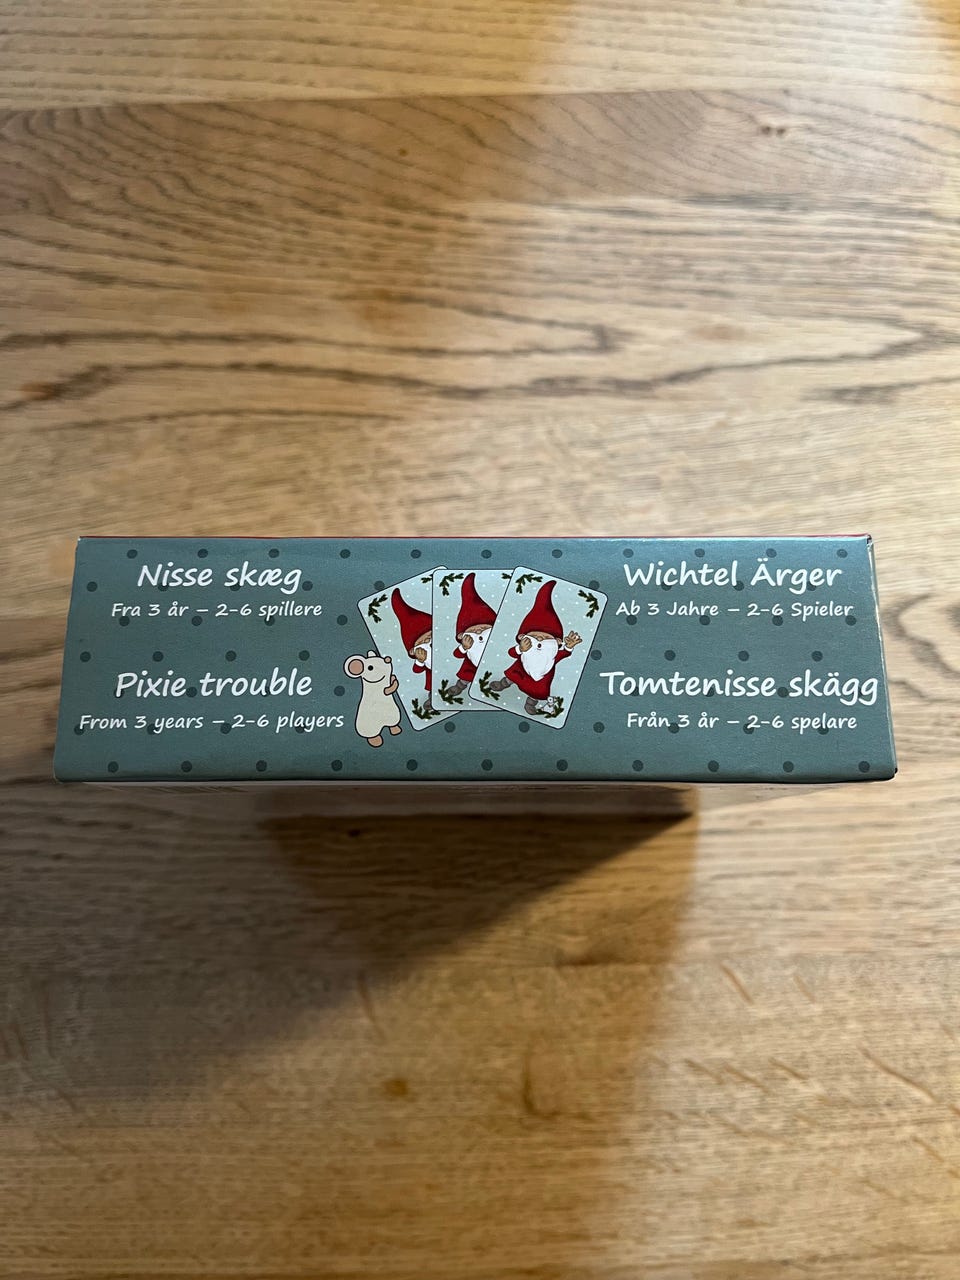 Nisse skæg
Fra 3 år – 2-6 spillere
Pixie trouble
From 3 years – 2-6 players
Wichtel Ärger
Ab 3 Jahre – 2-6 Spieler
Tomtenisse skägg
Från 3 år – 2-6 spelare